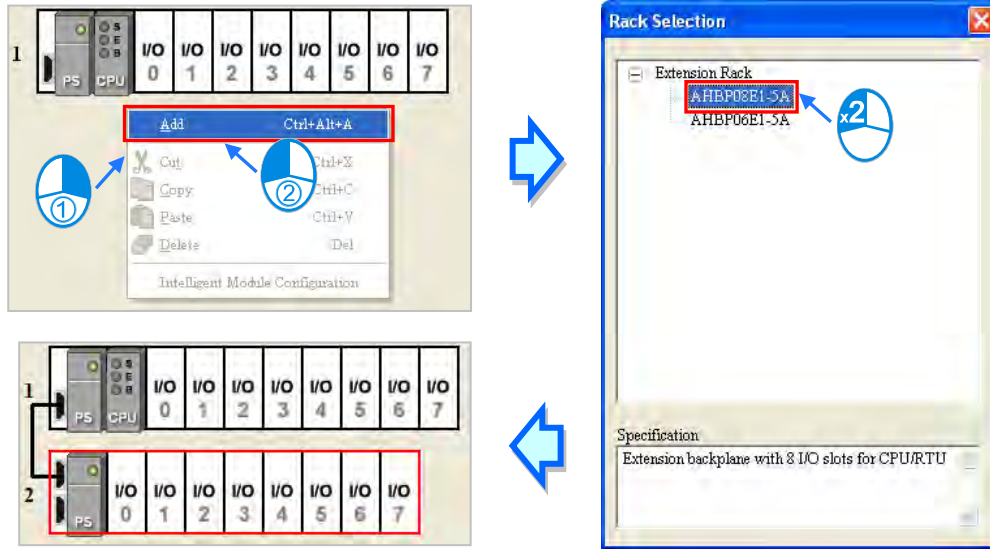 1
PS
CPU
S
E
B
I/O I/O I/O I/O I/O I/O I/O I/O
0 1 2 3 4 5 6 7
Add Ctrl+Alt+A
Cut Ctrl+X
Copy Ctrl+C
Paste Ctrl+V
Delete Del
Intelligent Module Configuration
1
2
Rack Selection
Extension Rack
AHBP08E1-5A
AHBP06E1-5A
x2
Specification
Extension backplane with 8 I/O slots for CPU/RTU
1
PS
CPU
S
E
B
I/O I/O I/O I/O I/O I/O I/O I/O
0 1 2 3 4 5 6 7
2
PS
I/O I/O I/O I/O I/O I/O I/O I/O
0 1 2 3 4 5 6 7